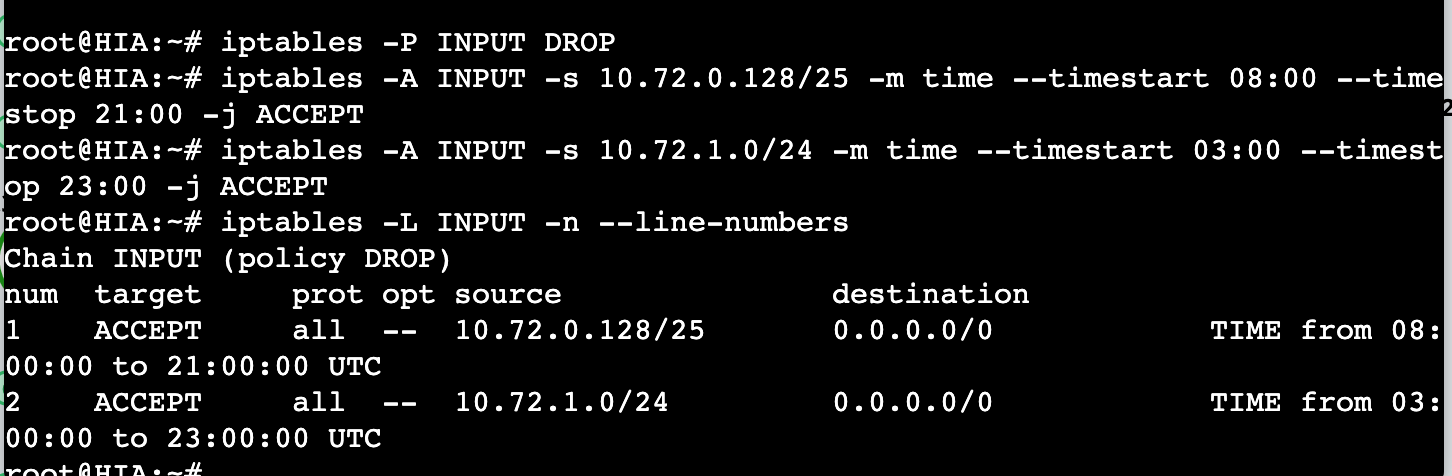 root@HIA:~# iptables -P INPUT DROP
root@HIA:~# iptables -A INPUT -s 10.72.0.128/25 -m time --timestart 08:00 --time
stop 21:00 -j ACCEPT
root@HIA:~# iptables -A INPUT -s 10.72.1.0/24 -m time --timestart 03:00 --timest
op 23:00 -j ACCEPT
root@HIA:~# iptables -L INPUT -n --line-numbers
Chain INPUT (policy DROP)
num  target     prot opt source               destination
1    ACCEPT     all  --  10.72.0.128/25       0.0.0.0/0            TIME from 08:
00:00 to 21:00:00 UTC
2    ACCEPT     all  --  10.72.1.0/24         0.0.0.0/0            TIME from 03:
00:00 to 23:00:00 UTC
root@HIA:~#